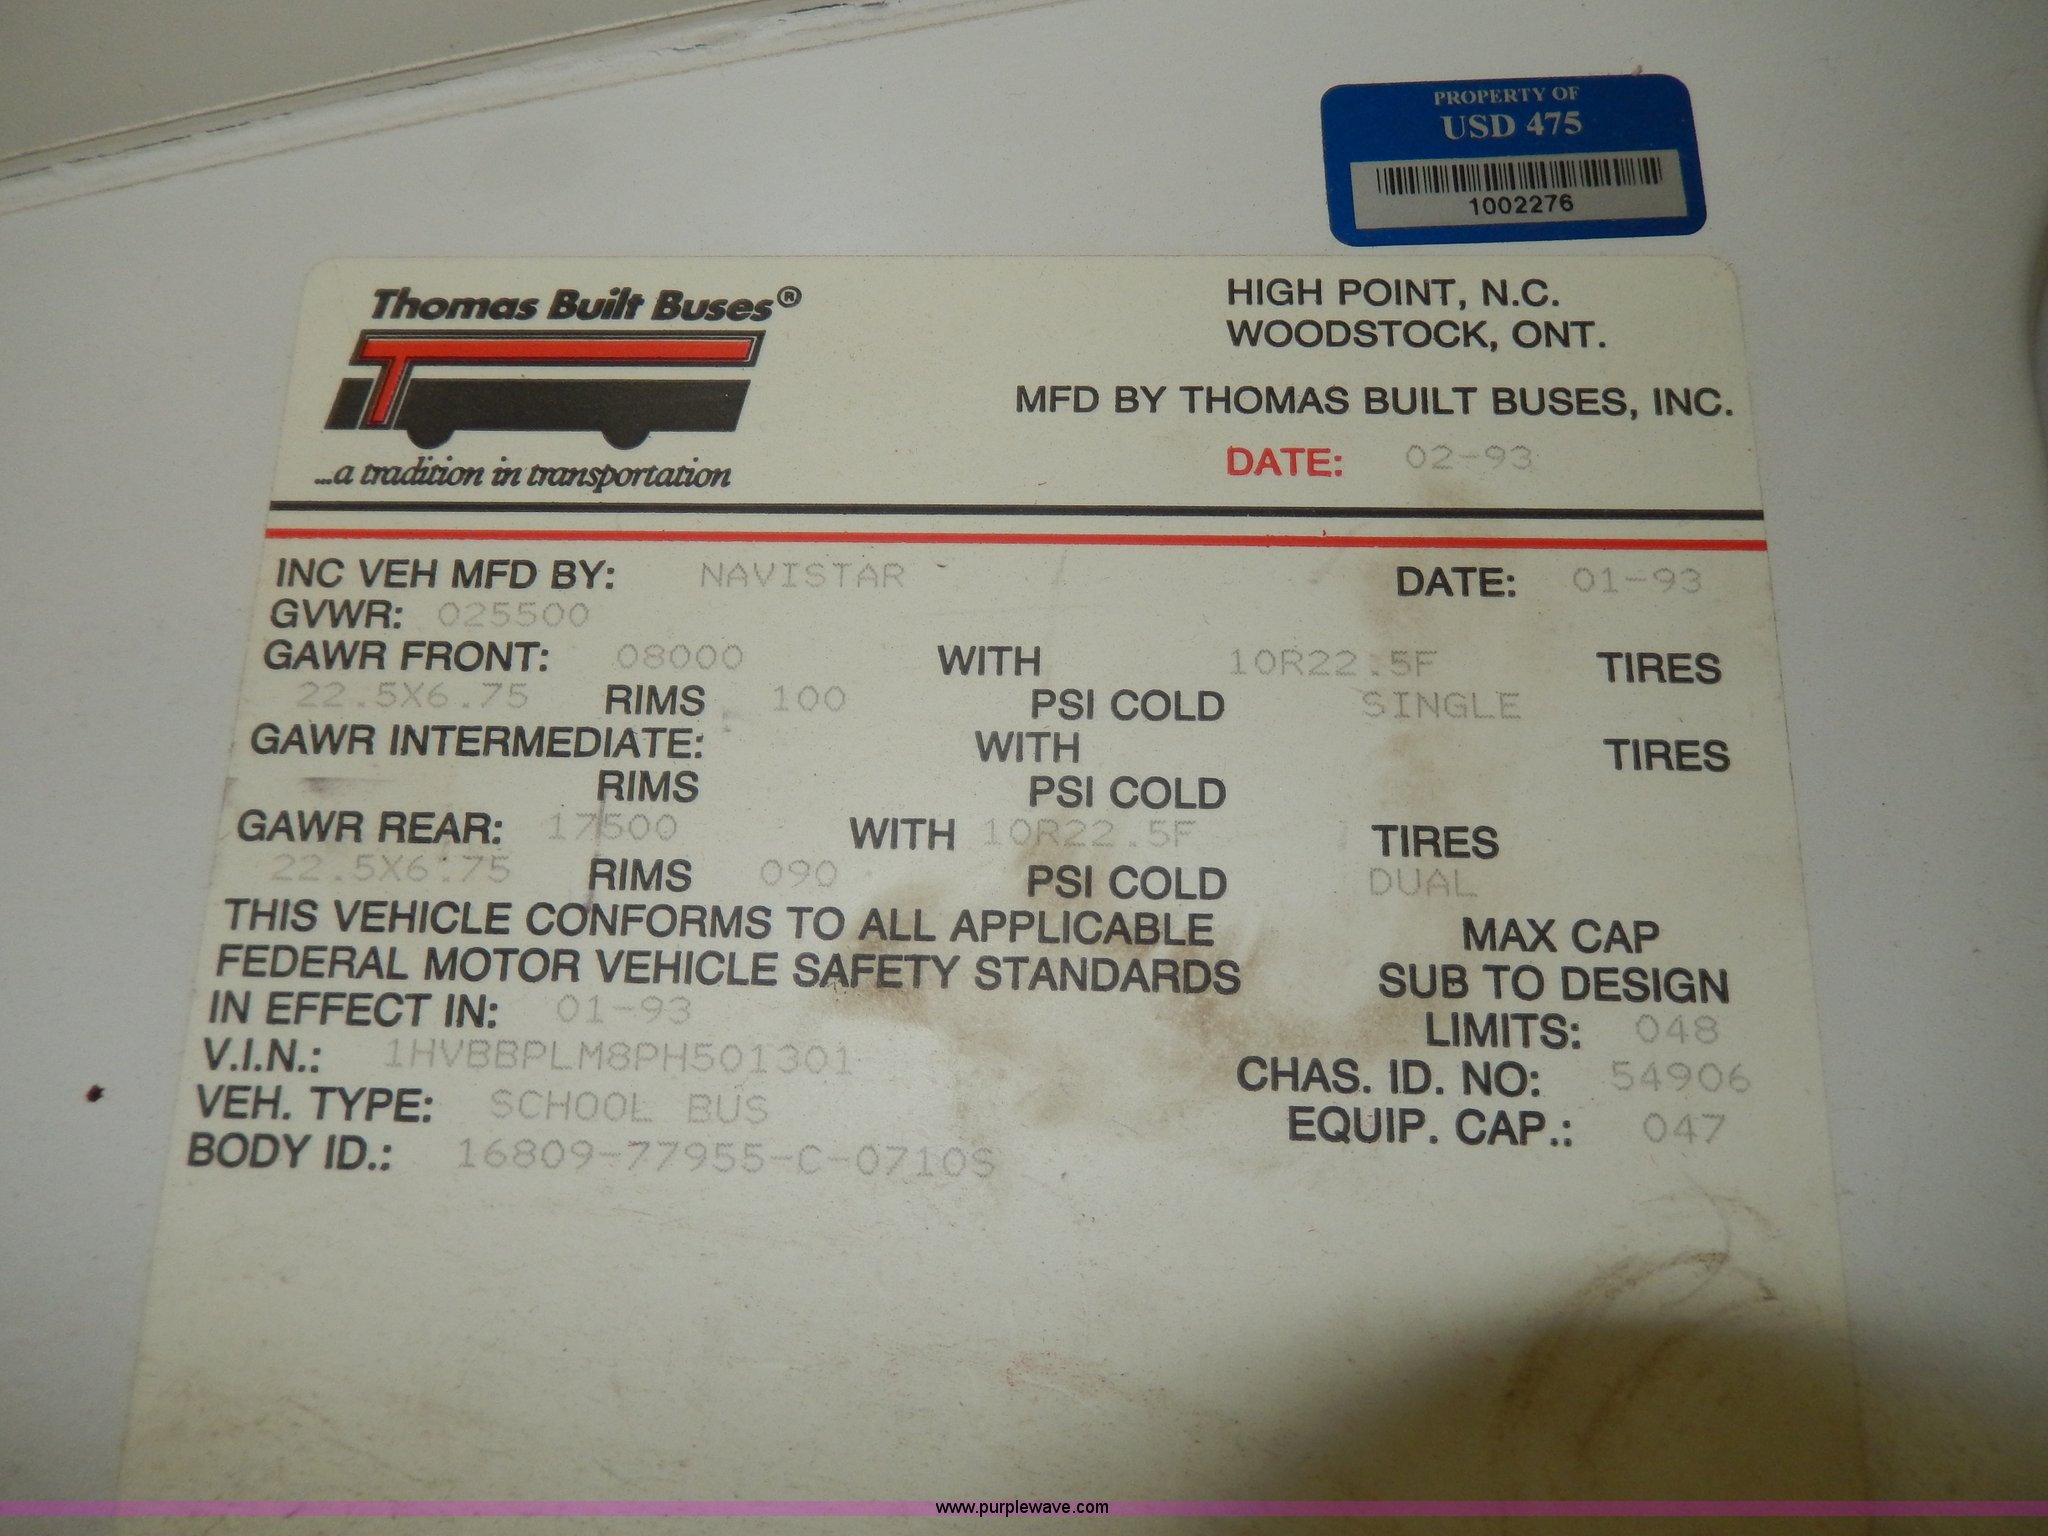 PROPERTY OF
USD 475
1002276
Thomas Built Buses®
...a tradition in transportation
HIGH POINT, N.C.
WOODSTOCK, ONT.
MFD BY THOMAS BUILT BUSES, INC.
DATE: 02-93
INC VEH MFD BY: NAVISTAR DATE: 01-93
GVWR: 025500
GAWR FRONT: 08000 WITH 10R22.5F TIRES
22.5X6.75 RIMS 100 PSI COLD SINGLE
GAWR INTERMEDIATE: WITH TIRES
RIMS PSI COLD
GAWR REAR: 17500 WITH 10R22.5F TIRES
22.5X6.75 RIMS 090 PSI COLD DUAL
THIS VEHICLE CONFORMS TO ALL APPLICABLE
FEDERAL MOTOR VEHICLE SAFETY STANDARDS
IN EFFECT IN: 01-93
MAX CAP
SUB TO DESIGN
LIMITS: 048
V.I.N.: 1HVBBPLM8PH501301
CHAS. ID. NO: 54906
VEH. TYPE: SCHOOL BUS
EQUIP. CAP.: 047
BODY ID.: 16809-77955-C-0710S
www.purplewave.com